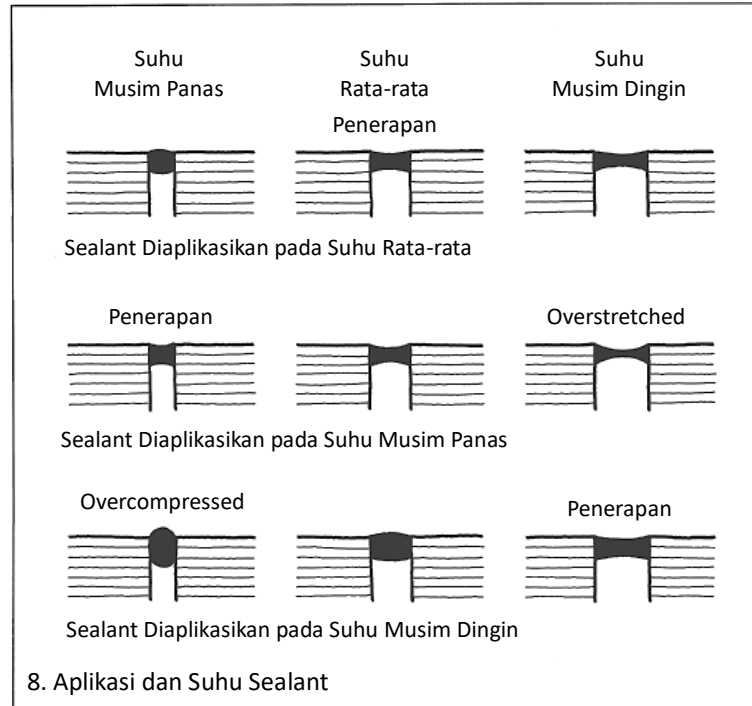 Suhu
Musim Panas
Suhu
Rata-rata
Suhu
Musim Dingin
Penerapan
Sealant Diaplikasikan pada Suhu Rata-rata
Penerapan
Overstretched
Sealant Diaplikasikan pada Suhu Musim Panas
Overcompressed
Penerapan
Sealant Diaplikasikan pada Suhu Musim Dingin
8. Aplikasi dan Suhu Sealant